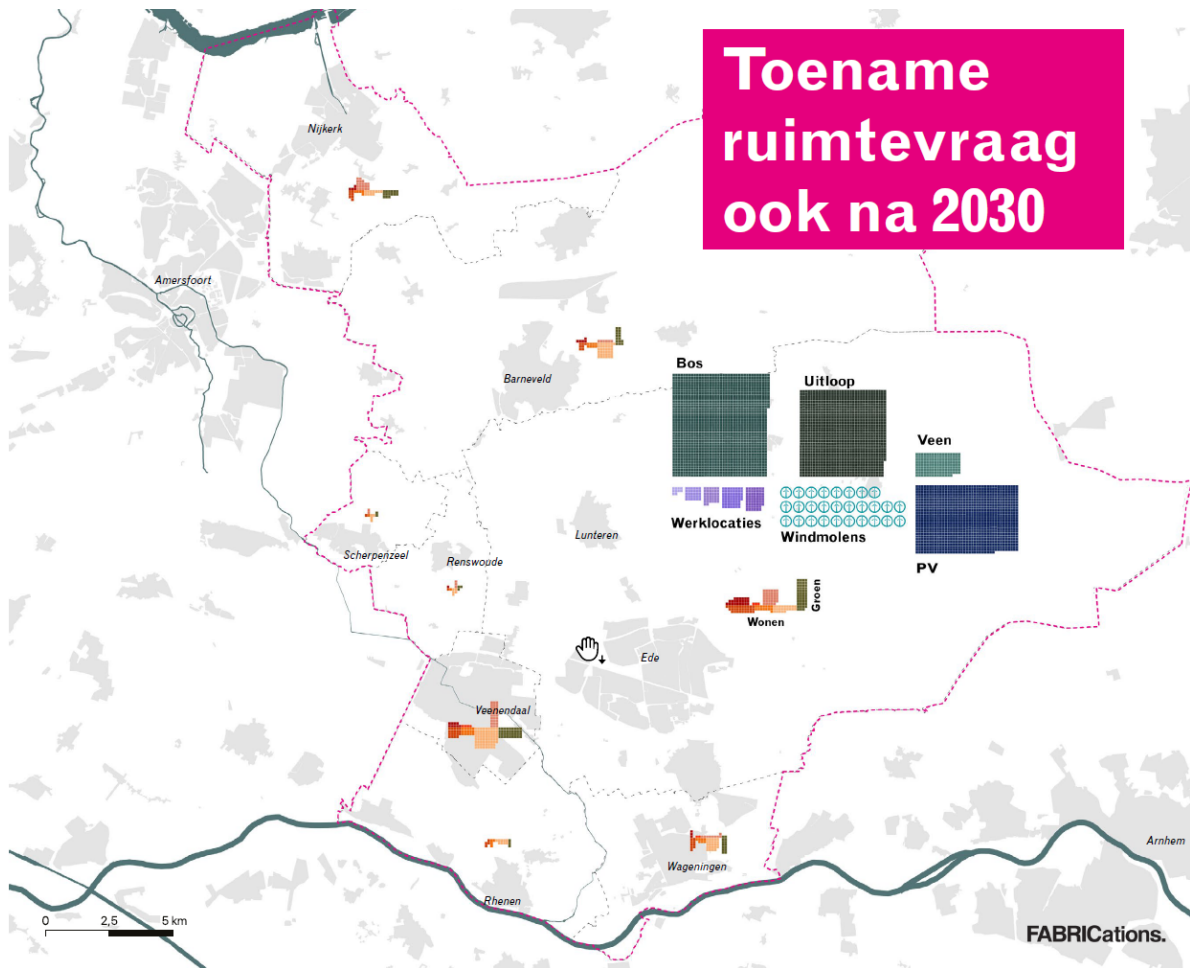 Toename
ruimtevraag
ook na 2030
Nijkerk
Amersfoort
Barneveld
Bos
Uitloop
Veen
Werklocaties
Windmolens
PV
Scherpenzeel
Renswoude
Lunteren
Groen
Wonen
Ede
Veenendaal
Wageningen
Arnhem
Rhenen
0 2,5 5 km
FABRICations.